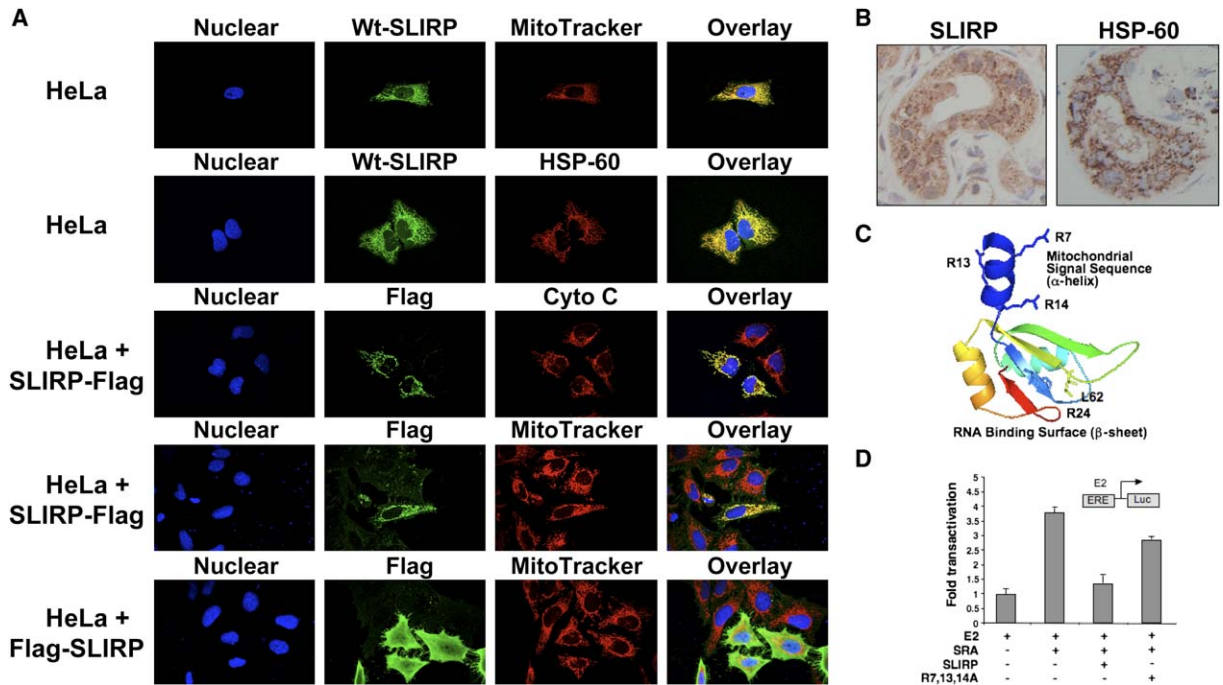 A
Nuclear Wt-SLIRP MitoTracker Overlay
HeLa
Nuclear Wt-SLIRP HSP-60 Overlay
HeLa
Nuclear Flag Cyto C Overlay
HeLa +
SLIRP-Flag
Nuclear Flag MitoTracker Overlay
HeLa +
SLIRP-Flag
Nuclear Flag MitoTracker Overlay
HeLa +
Flag-SLIRP
B
SLIRP HSP-60
C
R7
R13
Mitochondrial
Signal Sequence
(α-helix)
R14
L62
R24
RNA Binding Surface (β-sheet)
D
E2
ERE Luc
Fold transactivation
5
4.5
4
3.5
3
2.5
2
1.5
1
0.5
0
E2 + + + +
SRA - + + +
SLIRP - - + -
R7,13,14A - - - +